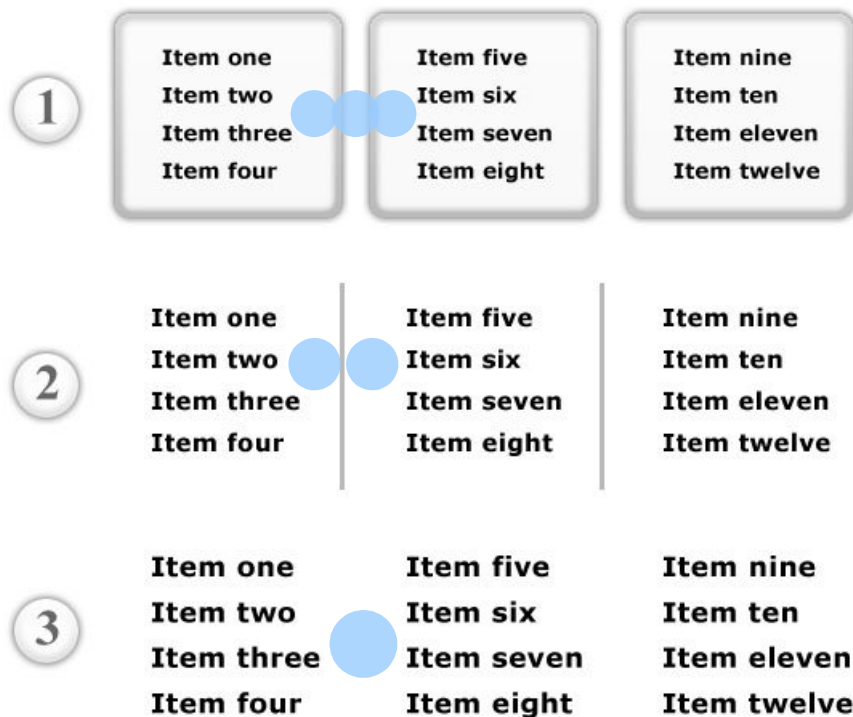 1
Item one
Item two
Item three
Item four
Item five
Item six
Item seven
Item eight
Item nine
Item ten
Item eleven
Item twelve
2
Item one
Item two
Item three
Item four
Item five
Item six
Item seven
Item eight
Item nine
Item ten
Item eleven
Item twelve
3
Item one
Item two
Item three
Item four
Item five
Item six
Item seven
Item eight
Item nine
Item ten
Item eleven
Item twelve